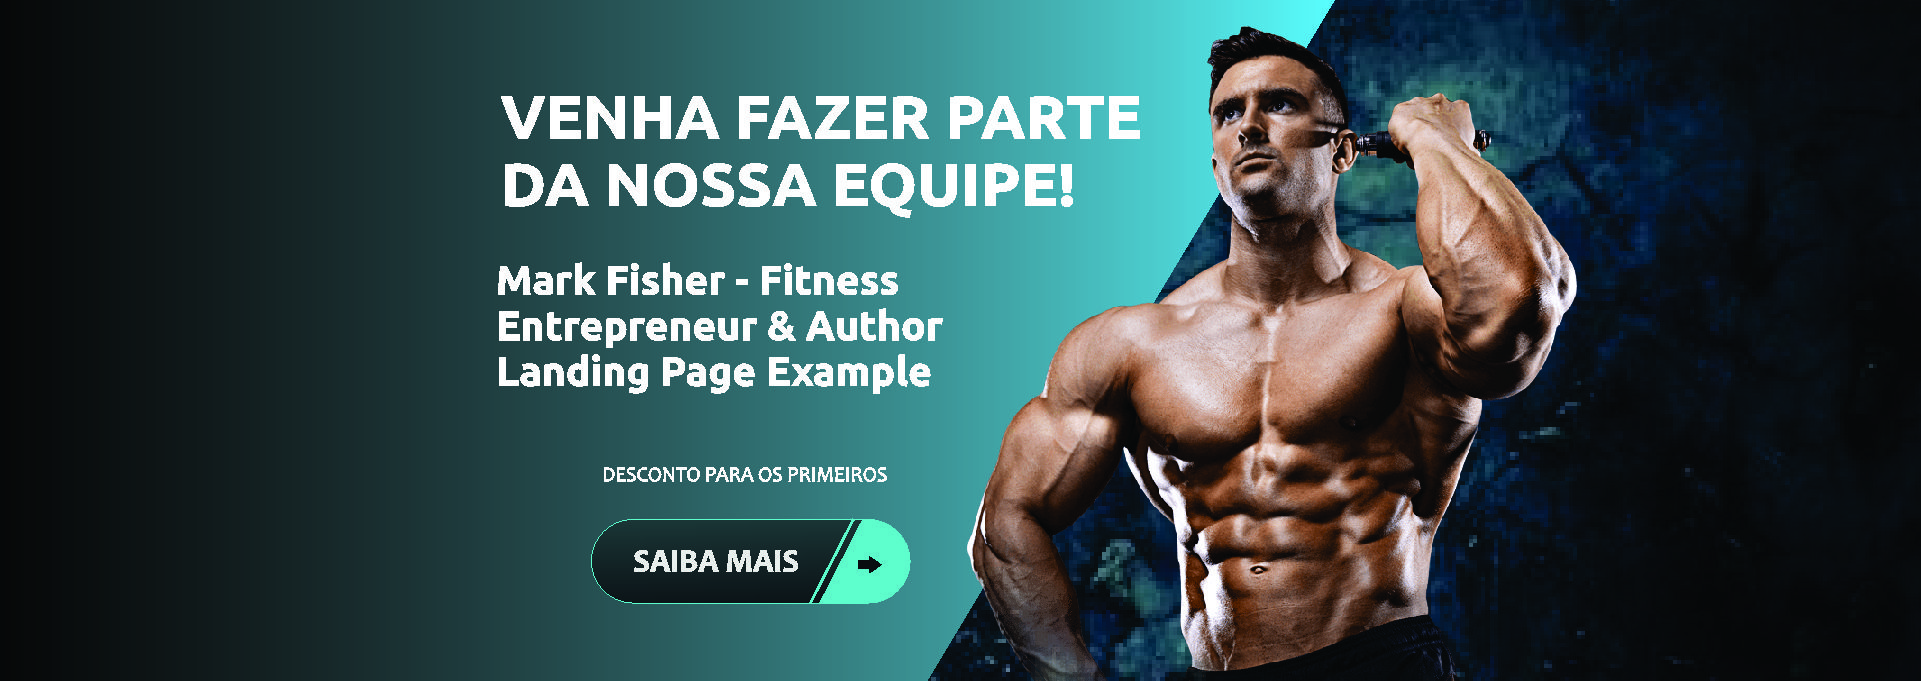 VENHA FAZER PARTE
DA NOSSA EQUIPE!
Mark Fisher - Fitness
Entrepreneur & Author
Landing Page Example
DESCONTO PARA OS PRIMEIROS
SAIBA MAIS